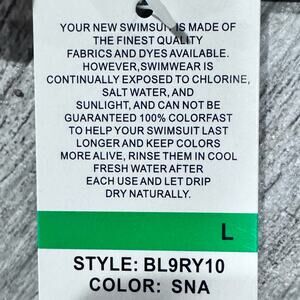 YOUR NEW SWIMSUIT IS MADE OF
THE FINEST QUALITY
FABRICS AND DYES AVAILABLE.
HOWEVER,SWIMWEAR IS
CONTINUALLY EXPOSED TO CHLORINE,
SALT WATER, AND
SUNLIGHT, AND CAN NOT BE
GUARANTEED 100% COLORFAST
TO HELP YOUR SWIMSUIT LAST
LONGER AND KEEP COLORS
MORE ALIVE, RINSE THEM IN COOL
FRESH WATER AFTER
EACH USE AND LET DRIP
DRY NATURALLY.
L
STYLE: BL9RY10
COLOR: SNA